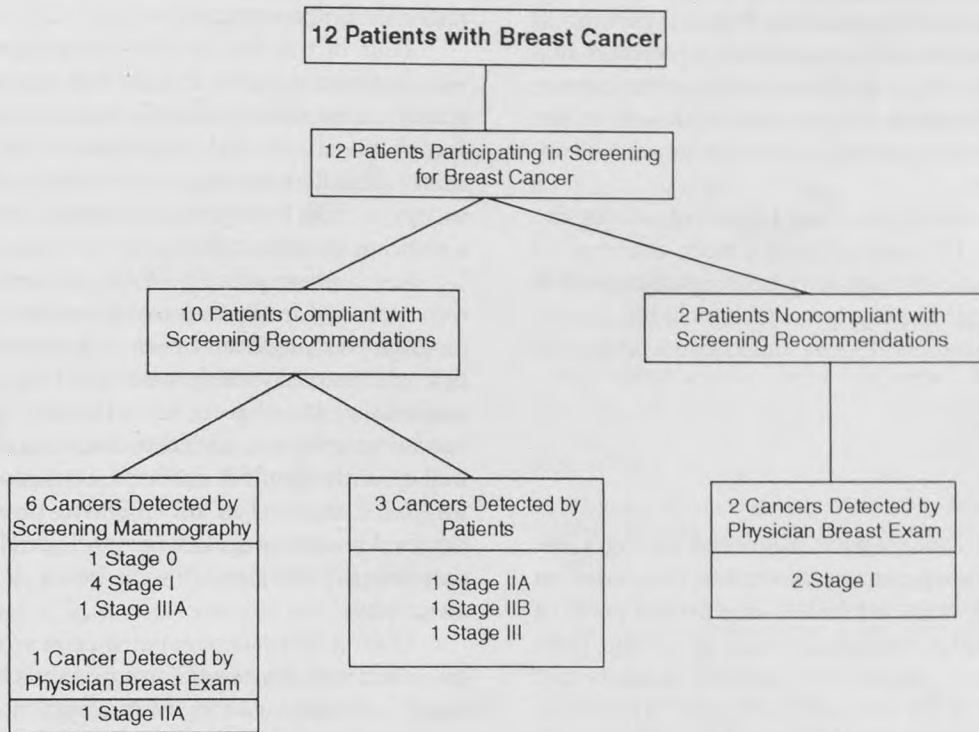 12 Patients with Breast Cancer
12 Patients Participating in Screening
for Breast Cancer
10 Patients Compliant with
Screening Recommendations
2 Patients Noncompliant with
Screening Recommendations
6 Cancers Detected by
Screening Mammography
Stage 0
Stage I
1 Stage IIIA
1 Cancer Detected by
Physician Breast Exam
1 Stage IIA
3 Cancers Detected by
Patients
1 Stage IIA
1 Stage IIB
1 Stage III
2 Cancers Detected by
Physician Breast Exam
2 Stage I